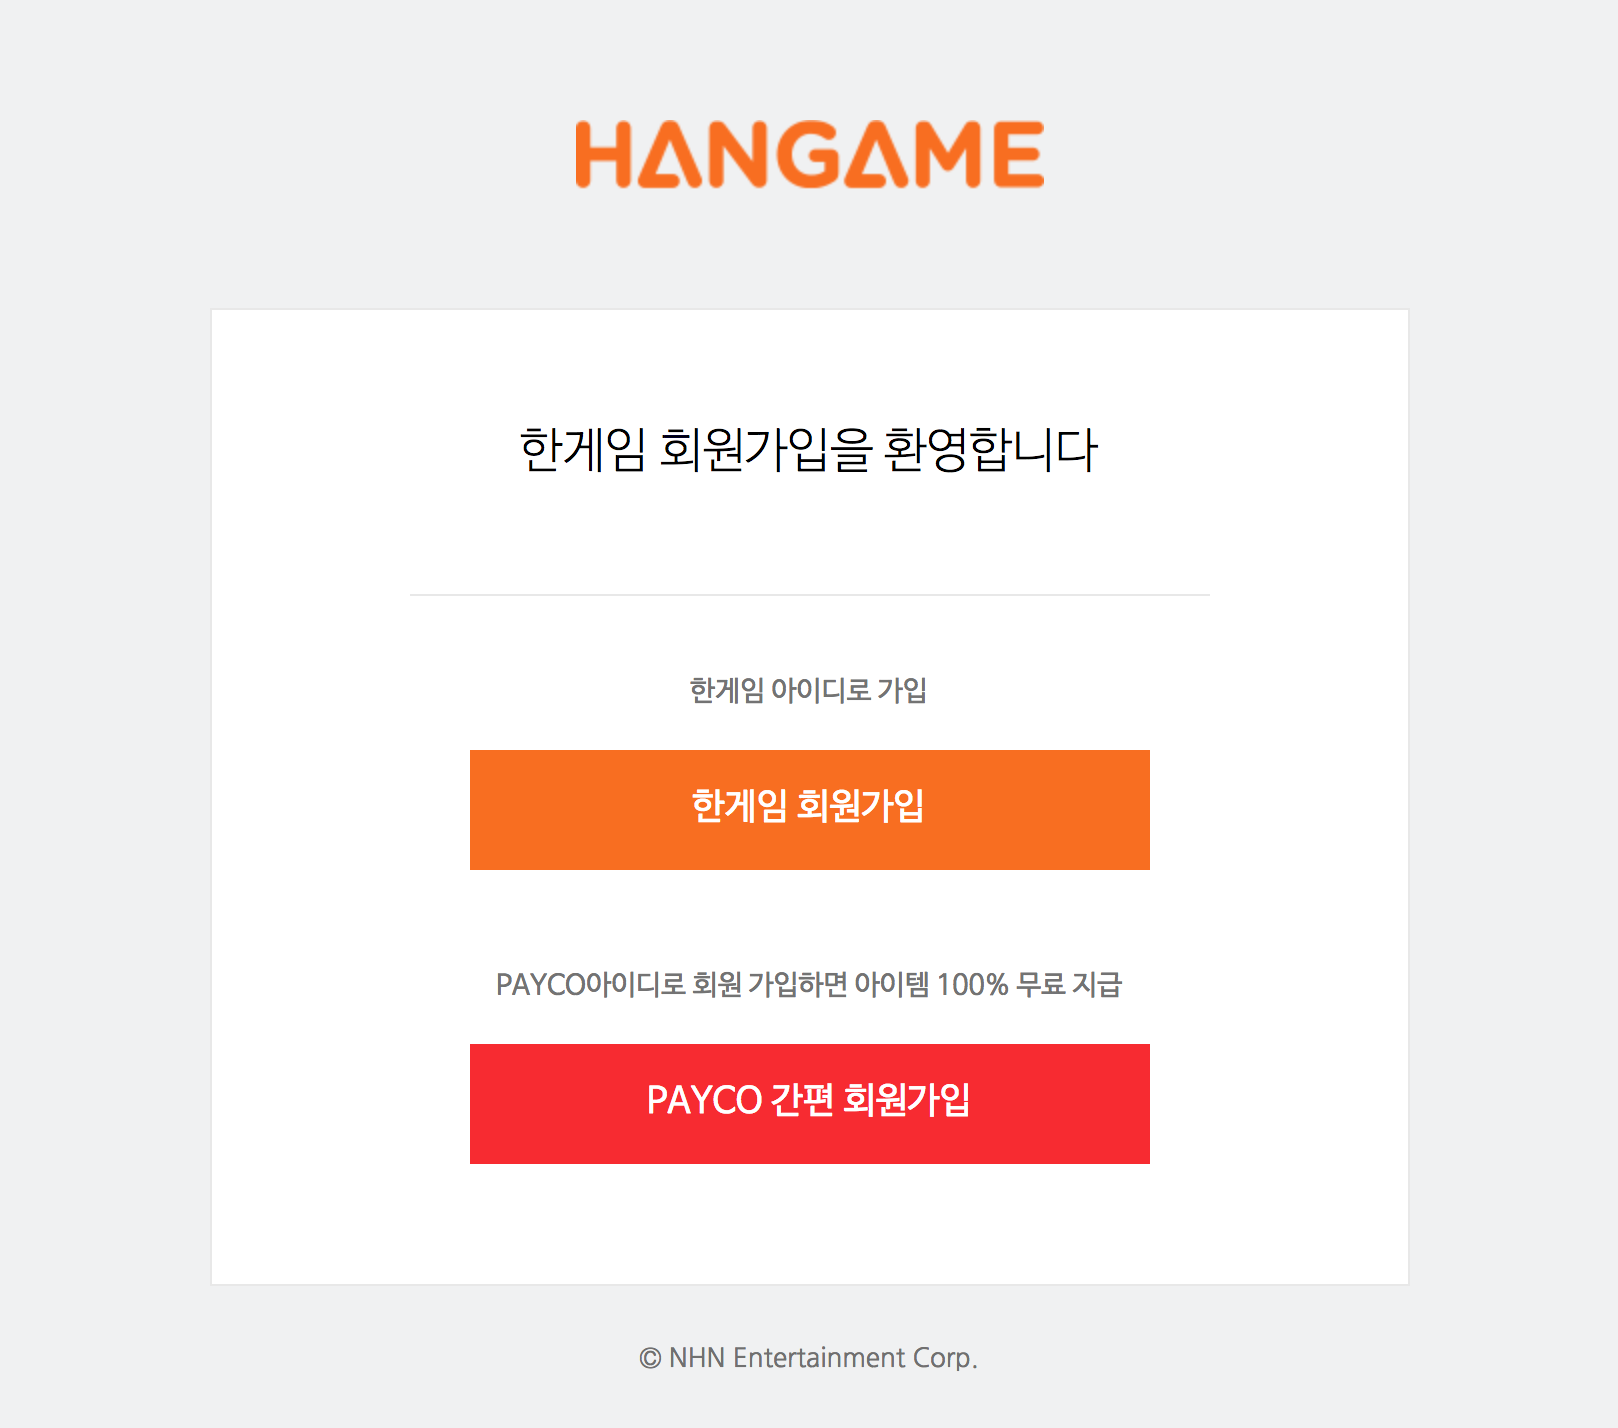 HANGAME
한게임 회원가입을 환영합니다
한게임 아이디로 가입
한게임 회원가입
PAYCO아이디로 회원 가입하면 아이템 100% 무료 지급
PAYCO 간편 회원가입
© NHN Entertainment Corp.